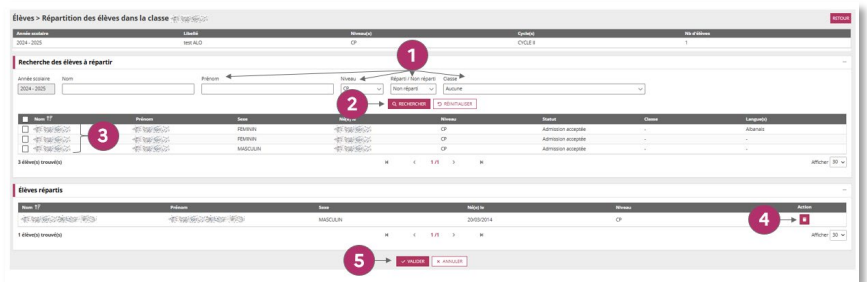 Élèves > Répartition des élèves dans la classe
RETOUR
Année scolaire Libellé Niveau(x) Cycle(s) Nb d'élèves
2024 - 2025 test ALO CP CYCLE II 1
1
Recherche des élèves à répartir
Année scolaire Nom Prénom Niveau Réparti / Non réparti Classe
2024 - 2025 CP Non réparti Aucune
2 RECHERCHER RÉINITIALISER
Nom Prénom Sexe Né(e) le Niveau Statut Classe Langue(s)
FEMININ CP Admission acceptée - Albanais
3 FEMININ CP Admission acceptée - -
MASCULIN CP Admission acceptée - -
3 élève(s) trouvé(s) 1 /1 Afficher 30
Élèves répartis
Nom Prénom Sexe Né(e) le Niveau Action
MASCULIN 20/03/2014 CP 4
1 élève(s) trouvé(s) 1 /1 Afficher 30
5 VALIDER ANNULER